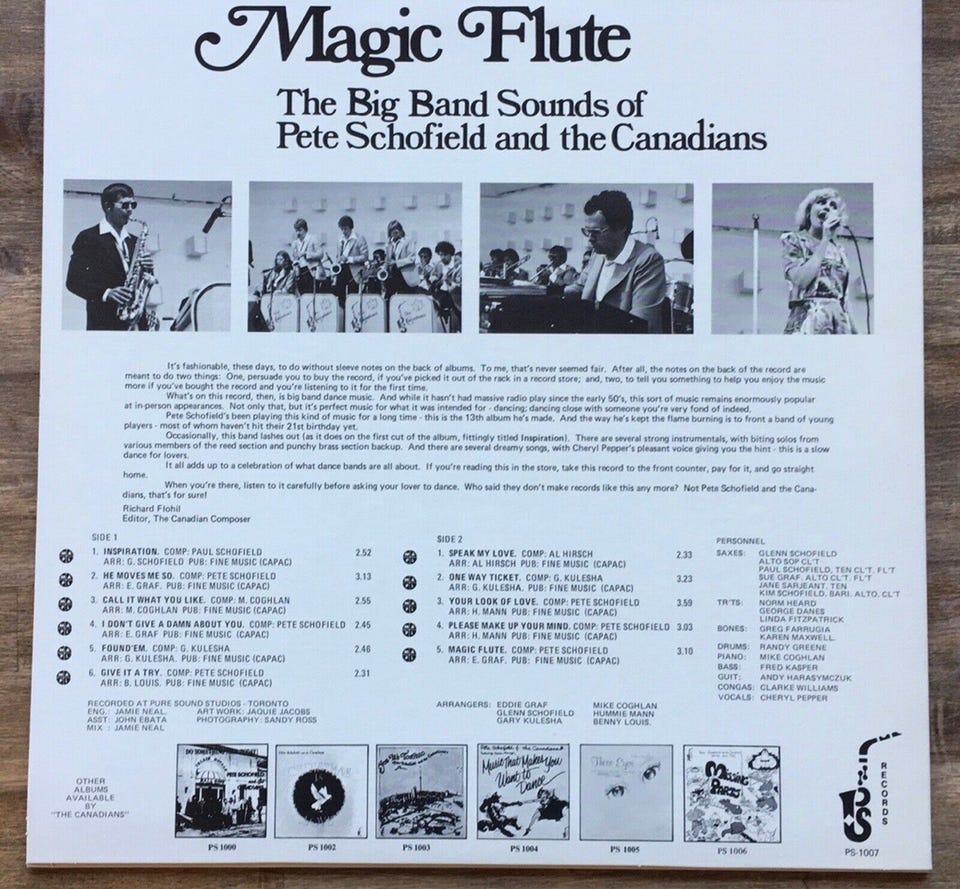 Magic Flute
The Big Band Sounds of
Pete Schofield and the Canadians
It's fashionable, these days, to do without sleeve notes on the back of albums. To me, that's never seemed fair. After all, the notes on the back of the record are
meant to do two things: One, persuade you to buy the record, if you've picked it out of the rack in a record store; and, two, to tell you something to help you enjoy the music
more if you've bought the record and you're listening to it for the first time.
What's on this record, then, is big band dance music. And while it hasn't had massive radio play since the early 50's, this sort of music remains enormously popular
at in-person appearances. Not only that, but it's perfect music for what it was intended for - dancing; dancing close with someone you're very fond of indeed.
Pete Schofield's been playing this kind of music for a long time - this is the 13th album he's made. And the way he's kept the flame burning is to front a band of young
players - most of whom haven't hit their 21st birthday yet.
Occasionally, this band lashes out (as it does on the first out of the album, fittingly titled Inspiration). There are several strong instrumentals, with biting solos from
various members of the reed section and punchy brass section backup. And there are several dreamy songs, with Cheryl Pepper's pleasant voice giving you the hint - this is a slow
dance for lovers.
It all adds up to a celebration of what dance bands are all about. If you're reading this in the store, take this record to the front counter, pay for it, and go straight
home.
When you're there, listen to it carefully before asking your lover to dance. Who said they don't make records like this any more? Not Pete Schofield and the Cana-
dians, that's for sure!
Richard Flohil
Editor, The Canadian Composer
SIDE 1
1. INSPIRATION. COMP: PAUL SCHOFIELD 2.52
ARR: G. SCHOFIELD PUB: FINE MUSIC (CAPAC)
2. HE MOVES ME SO. COMP: PETE SCHOFIELD 3.13
ARR: E. GRAF. PUB: FINE MUSIC (CAPAC)
3. CALL IT WHAT YOU LIKE. COMP: M. COGHLAN 2.55
ARR: M. COGHLAN PUB: FINE MUSIC (CAPAC)
4. I DON'T GIVE A DAMN ABOUT YOU. COMP: PETE SCHOFIELD 2.45
ARR: E. GRAF PUB: FINE MUSIC (CAPAC)
5. FOUND'EM. COMP: G. KULESHA 2.46
ARR: G. KULESHA. PUB: FINE MUSIC (CAPAC)
6. GIVE IT A TRY. COMP: PETE SCHOFIELD 2.31
ARR: B. LOUIS. PUB: FINE MUSIC (CAPAC)
RECORDED AT PURE SOUND STUDIOS - TORONTO
ENG.: JAMIE NEAL. ART WORK: JAQUIE JACOBS
ASST: JOHN EBATA PHOTOGRAPHY: SANDY ROSS
MIX : JAMIE NEAL
SIDE 2
1. SPEAK MY LOVE. COMP: AL HIRSCH 2.33
ARR: AL HIRSCH PUB: FINE MUSIC (CAPAC)
2. ONE WAY TICKET. COMP: G. KULESHA 3.23
ARR: G. KULESHA. PUB: FINE MUSIC (CAPAC)
3. YOUR LOOK OF LOVE. COMP: PETE SCHOFIELD 3.59
ARR: H. MANN PUB: FINE MUSIC (CAPAC)
4. PLEASE MAKE UP YOUR MIND. COMP: PETE SCHOFIELD 3.03
ARR: H. MANN PUB: FINE MUSIC (CAPAC)
5. MAGIC FLUTE. COMP: PETE SCHOFIELD 3.10
ARR: E. GRAF. PUB: FINE MUSIC (CAPAC)
ARRANGERS: EDDIE GRAF MIKE COGHLAN
GLENN SCHOFIELD HUMMIE MANN
GARY KULESHA BENNY LOUIS.
PERSONNEL
SAXES: GLENN SCHOFIELD
ALTO SOP CL'T
PAUL SCHOFIELD, TEN CL'T. FL'T
SUE GRAF. ALTO CL'T. FL'T
JANE SARJEANT, TEN
KIM SCHOFIELD, BARI. ALTO. CL'T
TR'TS: NORM HEARD
GEORGE DANES
LINDA FITZPATRICK
BONES: GREG FARRUGIA
KAREN MAXWELL.
DRUMS: RANDY GREENE
PIANO: MIKE COGHLAN
BASS: FRED KASPER
GUIT: ANDY HARASYMCZUK
CONGAS: CLARKE WILLIAMS
VOCALS: CHERYL PEPPER
OTHER
ALBUMS
AVAILABLE
BY
"THE CANADIANS"
PETE SCHOFIELD
Music That Makes You
Want to
Dance
Three Eyes
Missing
Parts
PS 1000
PS 1002
PS 1003
PS 1004
PS 1005
PS 1006
RECORDS
PS-1007